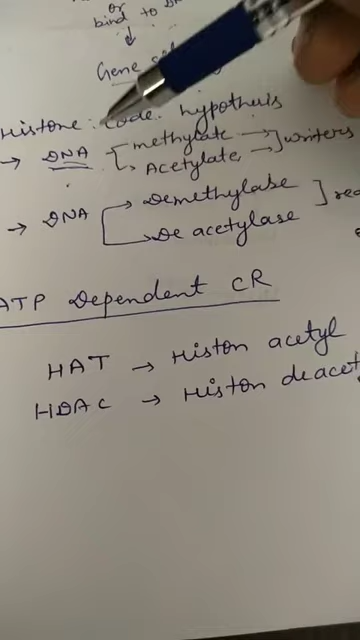 or
bind to
Gene
Histone: code. hypothesis
→ DNA [ methylate →] writers
→ Acetylate →
→ DNA → Demethylase ]
→ De acetylase
ATP Dependent CR
HAT → Histon acetyl
HDAC → Histon deacet